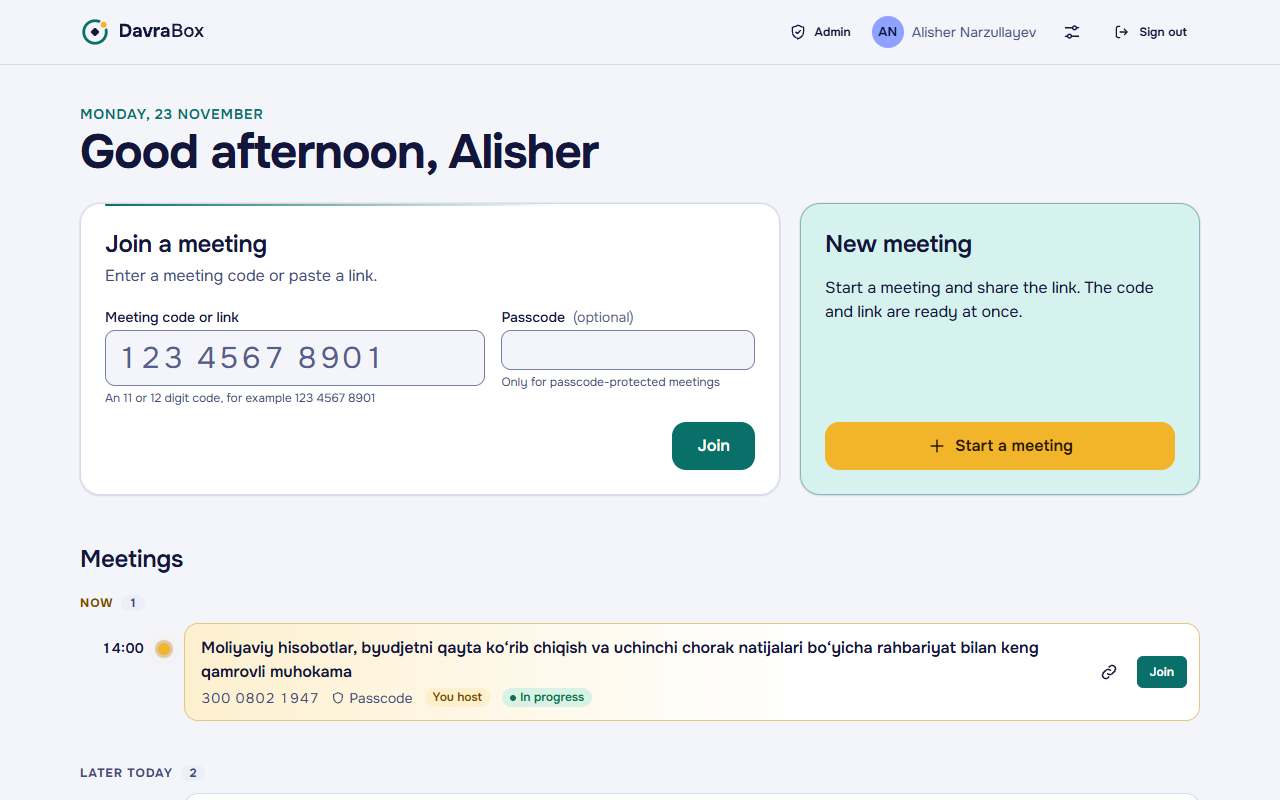 DavraBox
Admin
AN
Alisher Narzullayev
Sign out
MONDAY, 23 NOVEMBER
Good afternoon, Alisher
Join a meeting
Enter a meeting code or paste a link.
Meeting code or link
123 4567 8901
An 11 or 12 digit code, for example 123 4567 8901
Passcode (optional)
Only for passcode-protected meetings
Join
New meeting
Start a meeting and share the link. The code
and link are ready at once.
Start a meeting
Meetings
NOW 1
14:00
Moliyaviy hisobotlar, byudjetni qayta ko‘rib chiqish va uchinchi chorak natijalari bo‘yicha rahbariyat bilan keng
qamrovli muhokama
300 0802 1947 Passcode You host In progress
Join
LATER TODAY 2